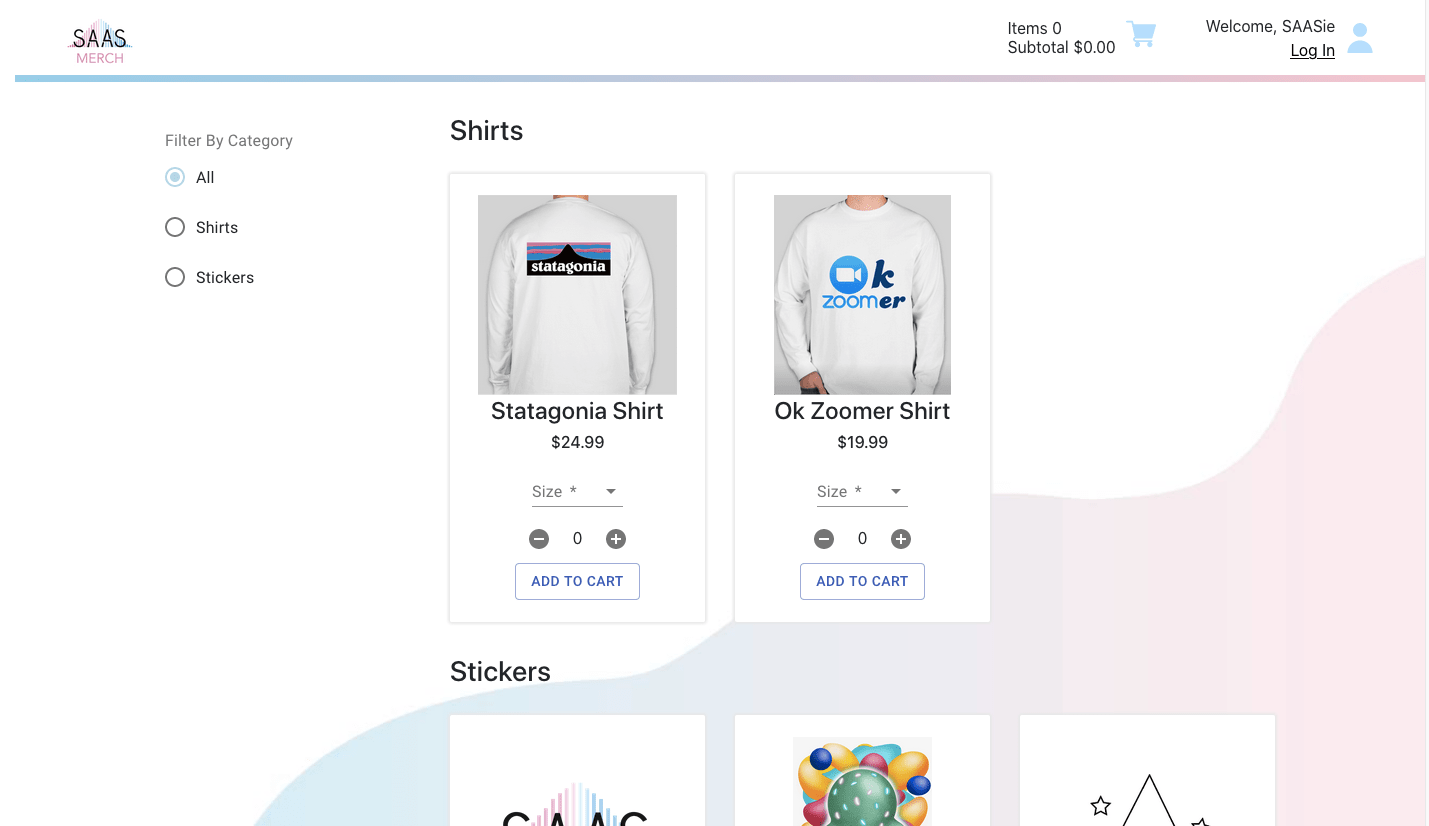 SAAS
MERCH
Items 0
Subtotal $0.00
Welcome, SAASie
Log In
Filter By Category
All
Shirts
Stickers
Shirts
statagonia
Ok
zoomer
Statagonia Shirt
$24.99
Size *
0
ADD TO CART
Ok Zoomer Shirt
$19.99
Size *
0
ADD TO CART
Stickers
SAAS